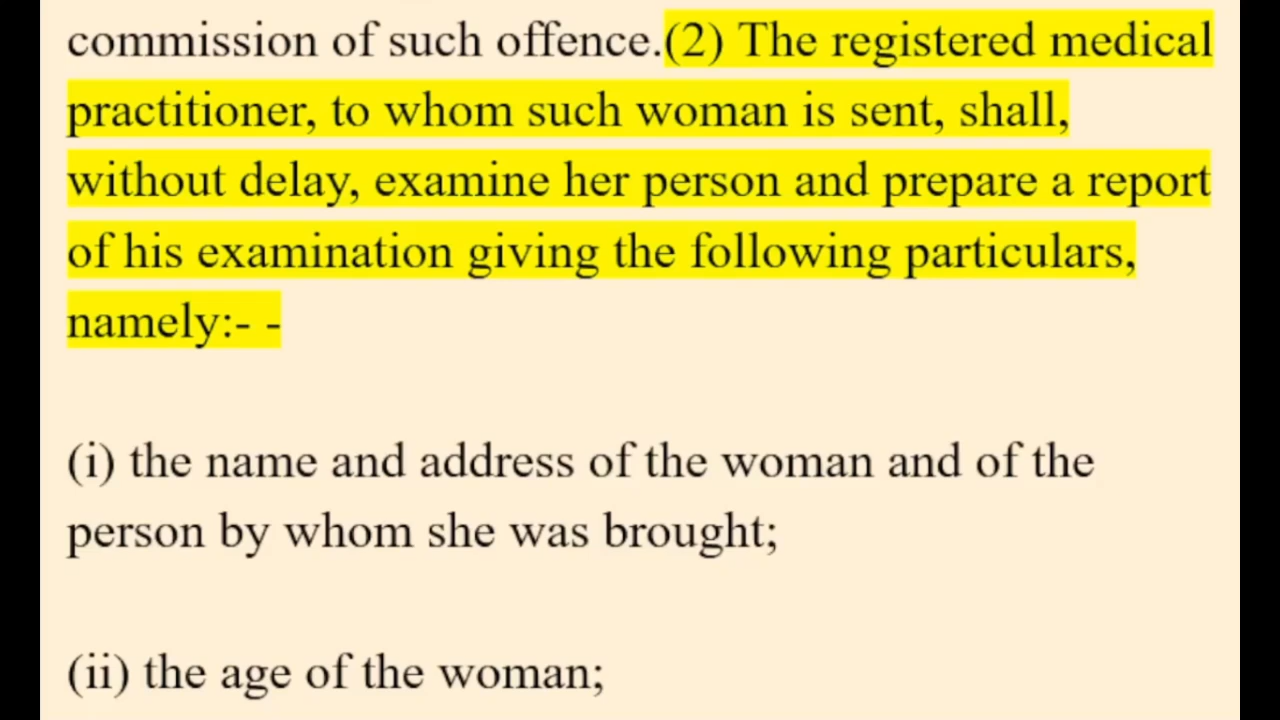 commission of such offence.(2) The registered medical
practitioner, to whom such woman is sent, shall,
without delay, examine her person and prepare a report
of his examination giving the following particulars,
namely:- -
(i) the name and address of the woman and of the
person by whom she was brought;
(ii) the age of the woman;